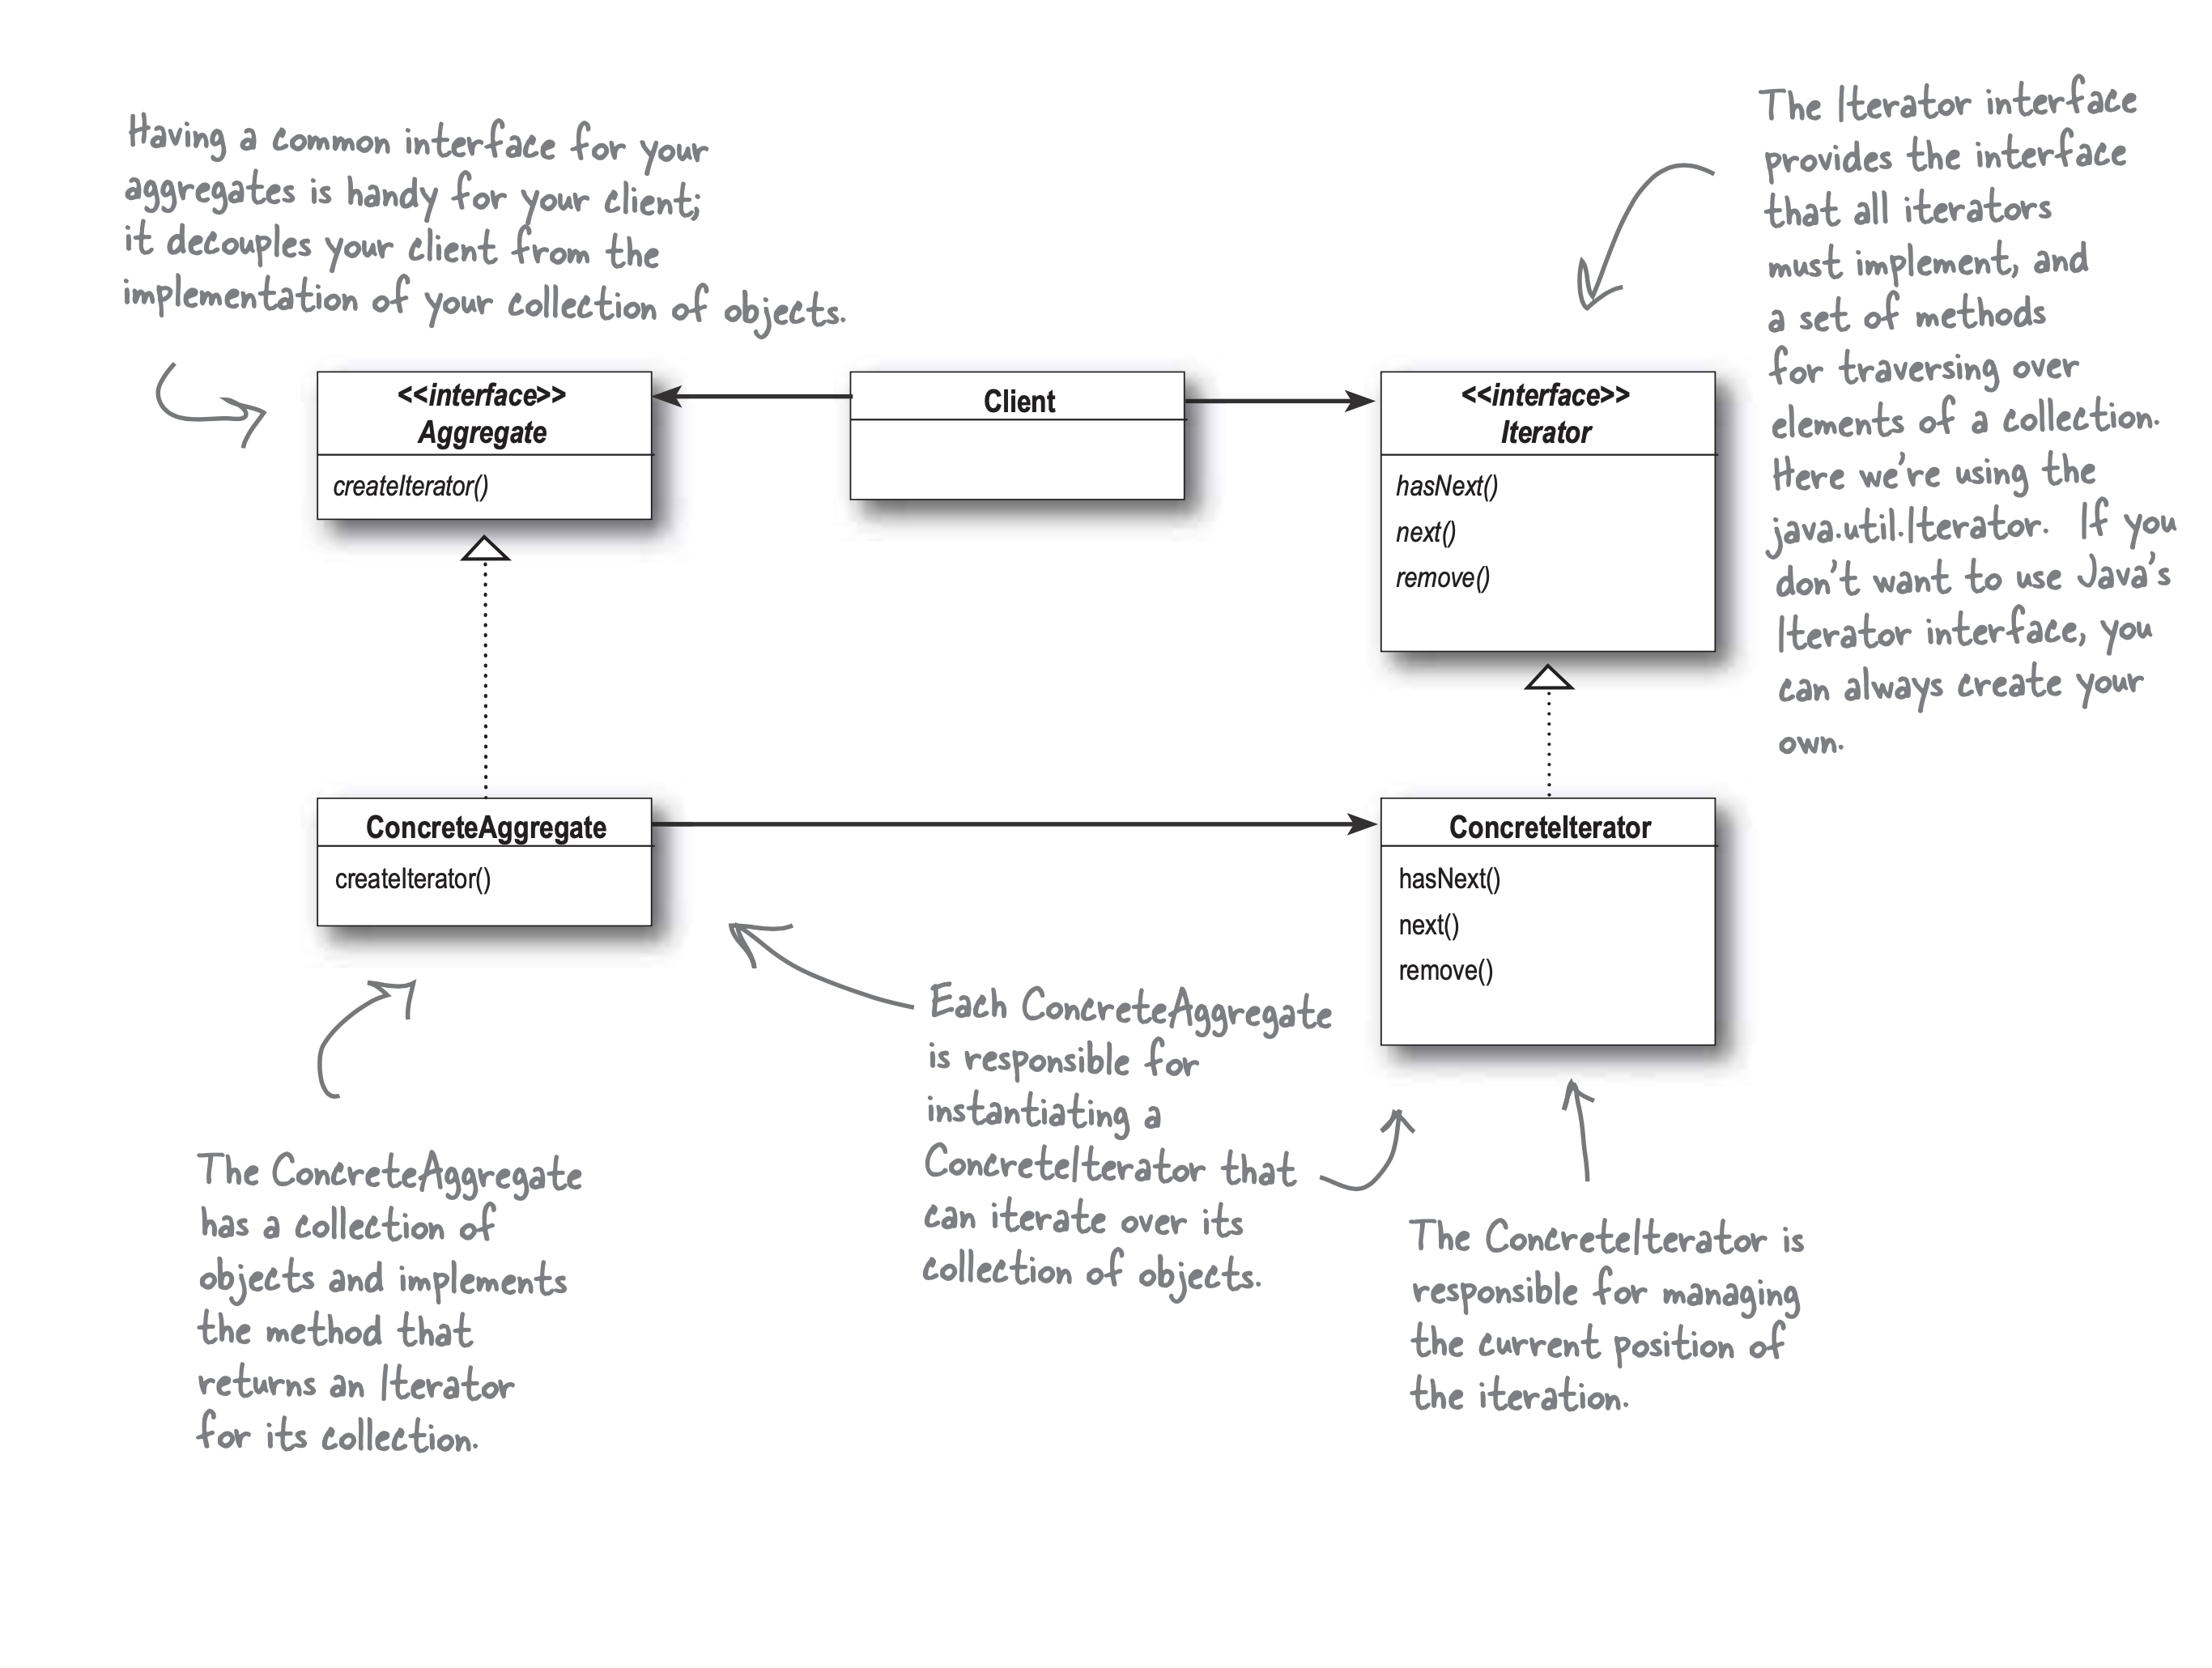 Having a common interface for your
aggregates is handy for your client;
it decouples your client from the
implementation of your collection of objects.
The Iterator interface
provides the interface
that all iterators
must implement, and
a set of methods
for traversing over
elements of a collection.
Here we're using the
java.util.Iterator. If you
don't want to use Java's
Iterator interface, you
can always create your
own.
<<interface>>
Aggregate
createIterator()
Client
<<interface>>
Iterator
hasNext()
next()
remove()
ConcreteAggregate
createIterator()
ConcreteIterator
hasNext()
next()
remove()
Each ConcreteAggregate
is responsible for
instantiating a
ConcreteIterator that
can iterate over its
collection of objects.
The ConcreteAggregate
has a collection of
objects and implements
the method that
returns an Iterator
for its collection.
The ConcreteIterator is
responsible for managing
the current position of
the iteration.